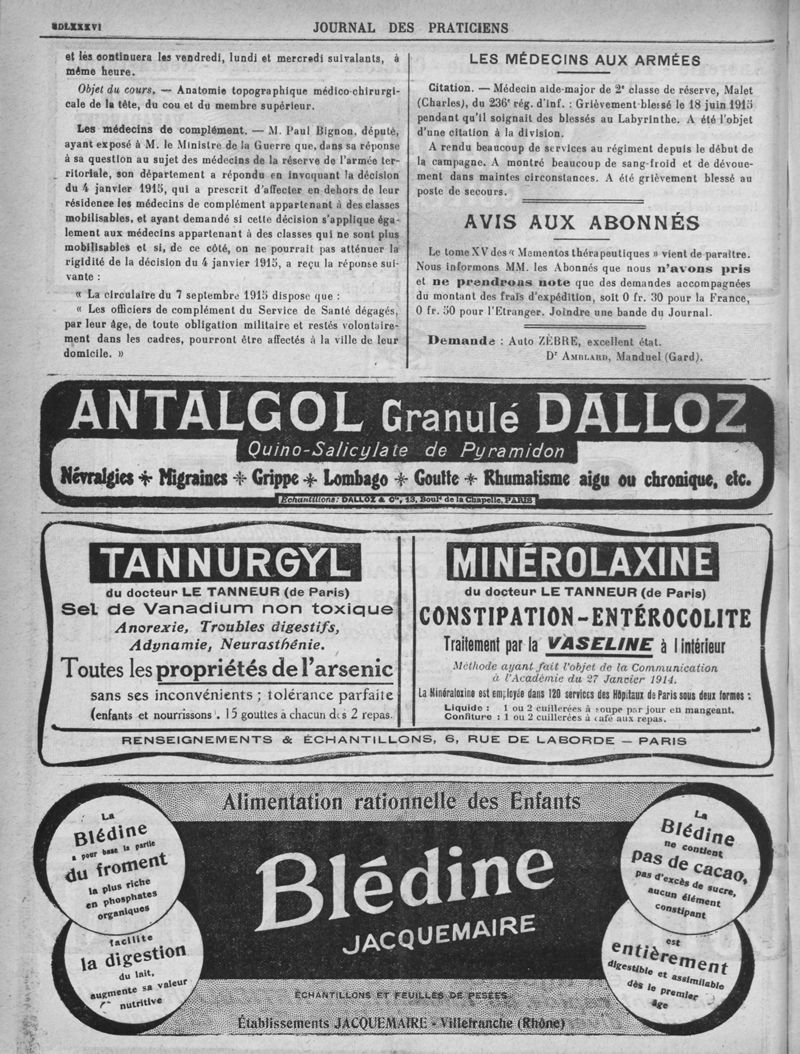 JOURNAL DES PRATICIENS
et les continuera les vendredi, lundi et mercredi suivalants, à
même heure.
Objet du cours. — Anatomie topographique médico-chirurgi-
cale de la tête, du cou et du membre supérieur.
Les médecins de complément. — M. Paul Bignon, député,
ayant exposé à M. le Ministre de la Guerre que, dans sa réponse
à sa question au sujet des médecins de la réserve de l'armée ter-
ritoriale, son département a répondu en invoquant la décision
du 4 janvier 1915, qui a prescrit d'affecter en dehors de leur
résidence les médecins de complément appartenant à des classes
mobilisables, et ayant demandé si cette décision s'applique éga-
lement aux médecins appartenant à des classes qui ne sont plus
mobilisables et si, de ce côté, on ne pourrait pas atténuer la
rigidité de la décision du 4 janvier 1915, a reçu la réponse sui-
vante :
« La circulaire du 7 septembre 1915 dispose que :
« Les officiers de complément du Service de Santé dégagés,
par leur âge, de toute obligation militaire et restés volontaire-
ment dans les cadres, pourront être affectés à la ville de leur
domicile. »
LES MÉDECINS AUX ARMÉES
Citation. — Médecin aide-major de 2e classe de réserve, Malet
(Charles), du 236e rég. d'inf. : Grièvement blessé le 18 juin 1915
pendant qu'il soignait des blessés au Labyrinthe. A été l'objet
d'une citation à la division.
A rendu beaucoup de services au régiment depuis le début de
la campagne. A montré beaucoup de sang-froid et de dévoue-
ment dans maintes circonstances. A été grièvement blessé au
poste de secours.
AVIS AUX ABONNÉS
Le tome XV des « Mementos thérapeutiques » vient de paraître.
Nous informons MM. les Abonnés que nous n'avons pris
et ne prendrons note que des demandes accompagnées
du montant des frais d'expédition, soit 0 fr. 30 pour la France,
0 fr. 50 pour l'Etranger. Joindre une bande du Journal.
Demande : Auto ZÈBRE, excellent état.
Dr AMBLARD, Manduel (Gard).
ANTALGOL Granulé DALLOZ
Quino-Salicylate de Pyramidon
Névralgies * Migraines * Grippe * Lombago * Goutte * Rhumatisme aigu ou chronique, etc.
Échantillons: DALLOZ & Cie, 13, Bould de la Chapelle, PARIS
TANNURGYL
du docteur LE TANNEUR (de Paris)
Sel de Vanadium non toxique
Anorexie, Troubles digestifs,
Adynamie, Neurasthénie.
Toutes les propriétés de l'arsenic
sans ses inconvénients ; tolérance parfaite
(enfants et nourrissons). 15 gouttes à chacun des 2 repas.
MINÉROLAXINE
du docteur LE TANNEUR (de Paris)
CONSTIPATION-ENTÉROCOLITE
Traitement par la VASELINE à l'intérieur
Méthode ayant fait l'objet de la Communication
à l'Académie du 27 Janvier 1914.
La Minéraloxine est employée dans 120 services des Hôpitaux de Paris sous deux formes :
Liquide : 1 ou 2 cuillerées à soupe par jour en mangeant.
Confiture : 1 ou 2 cuillerées à café aux repas.
RENSEIGNEMENTS & ÉCHANTILLONS, 6, RUE DE LABORDE — PARIS
Alimentation rationnelle des Enfants
La
Blédine
a pour base la partie
du froment
la plus riche
en phosphates
organiques
facilite
la digestion
du lait,
augmente sa valeur
nutritive
Blédine
JACQUEMAIRE
La
Blédine
ne contient
pas de cacao,
pas d'excès de sucre,
aucun élément
constipant
est
entièrement
digestible et assimilable
dès le premier
âge
ÉCHANTILLONS ET FEUILLES DE PESÉES
Établissements JACQUEMAIRE - Villefranche (Rhône)